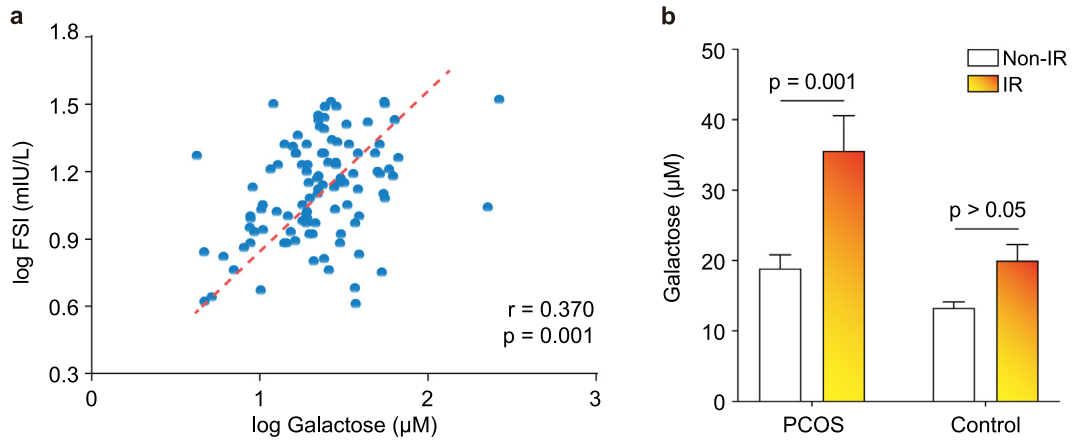 a
1.8
1.5
1.2
0.9
0.6
0.3
log FSI (mIU/L)
r = 0.370
p = 0.001
0 1 2 3
log Galactose (μM)
b
50
40
30
20
10
0
Galactose (μM)
Non-IR
IR
p = 0.001
p > 0.05
PCOS Control